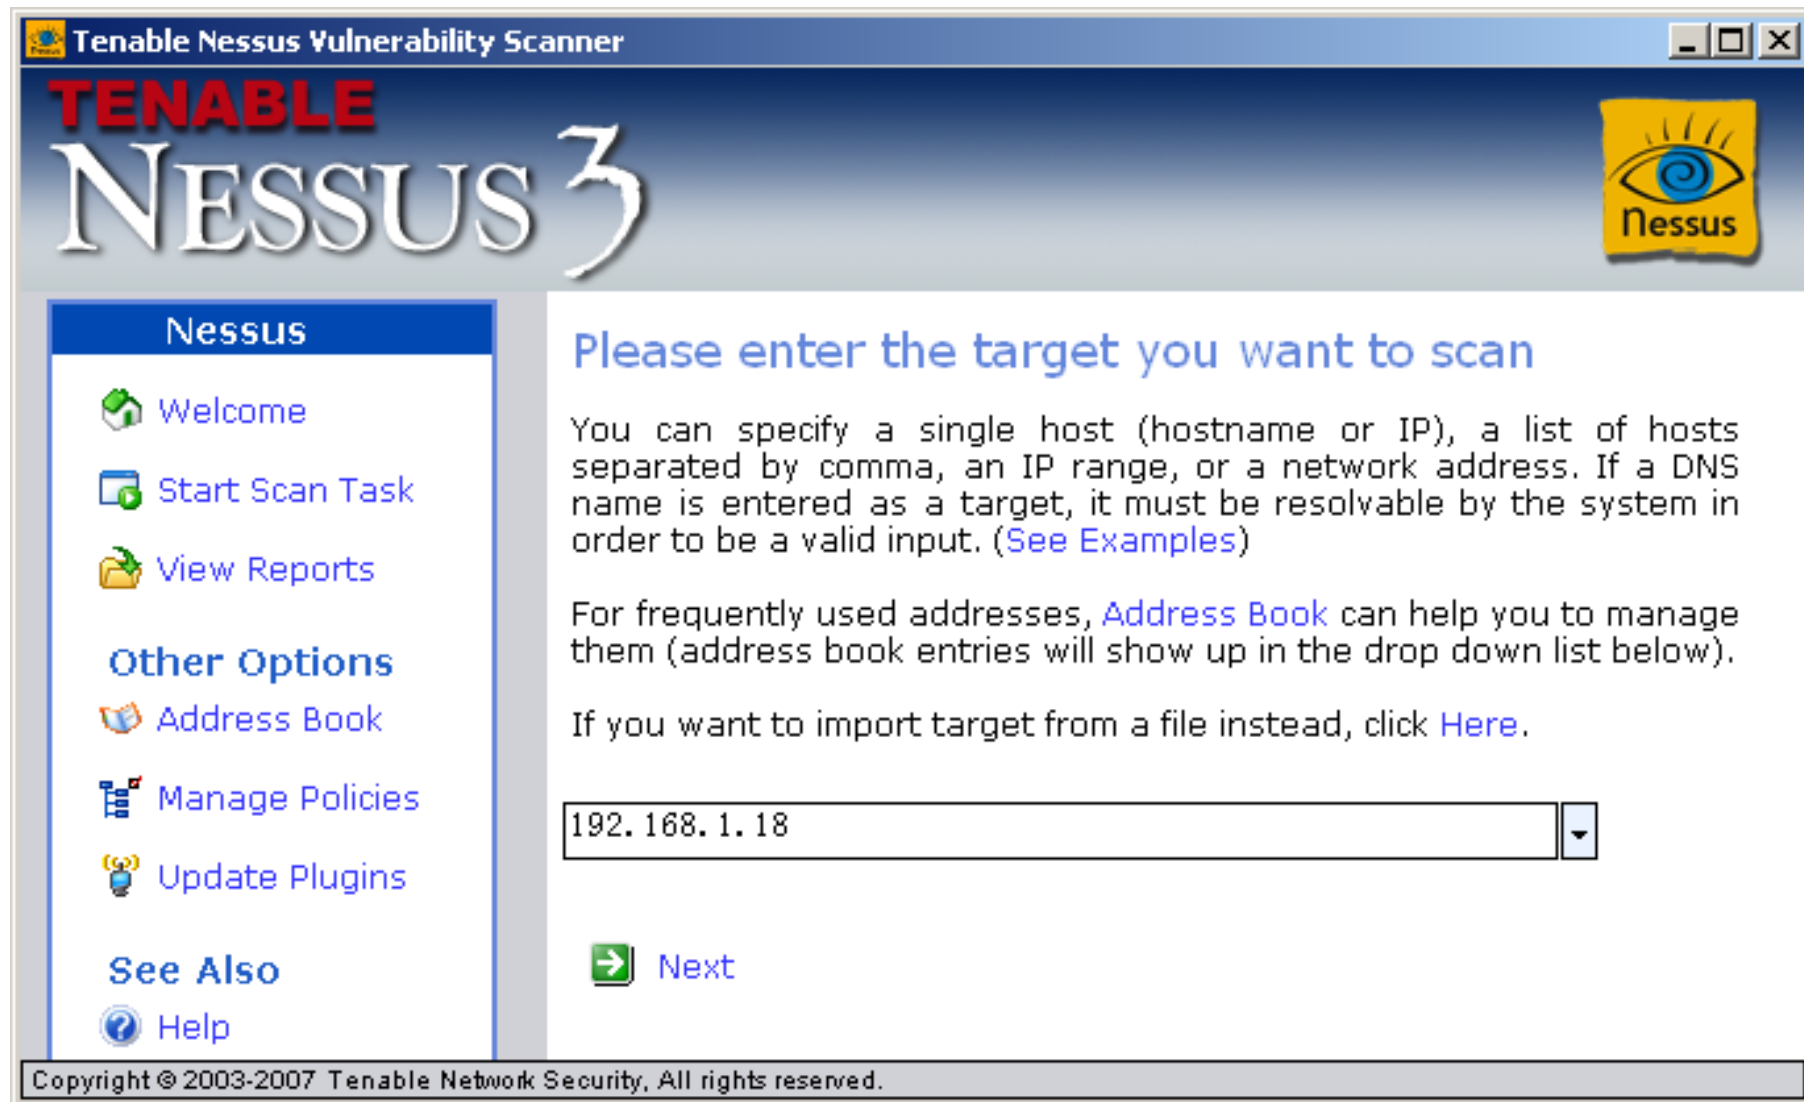 Tenable Nessus Vulnerability Scanner
TENABLE
NESSUS 3
Nessus
Nessus
Welcome
Start Scan Task
View Reports
Other Options
Address Book
Manage Policies
Update Plugins
See Also
Help
Please enter the target you want to scan
You can specify a single host (hostname or IP), a list of hosts
separated by comma, an IP range, or a network address. If a DNS
name is entered as a target, it must be resolvable by the system in
order to be a valid input. (See Examples)
For frequently used addresses, Address Book can help you to manage
them (address book entries will show up in the drop down list below).
If you want to import target from a file instead, click Here.
192.168.1.18
Next
Copyright © 2003-2007 Tenable Network Security, All rights reserved.